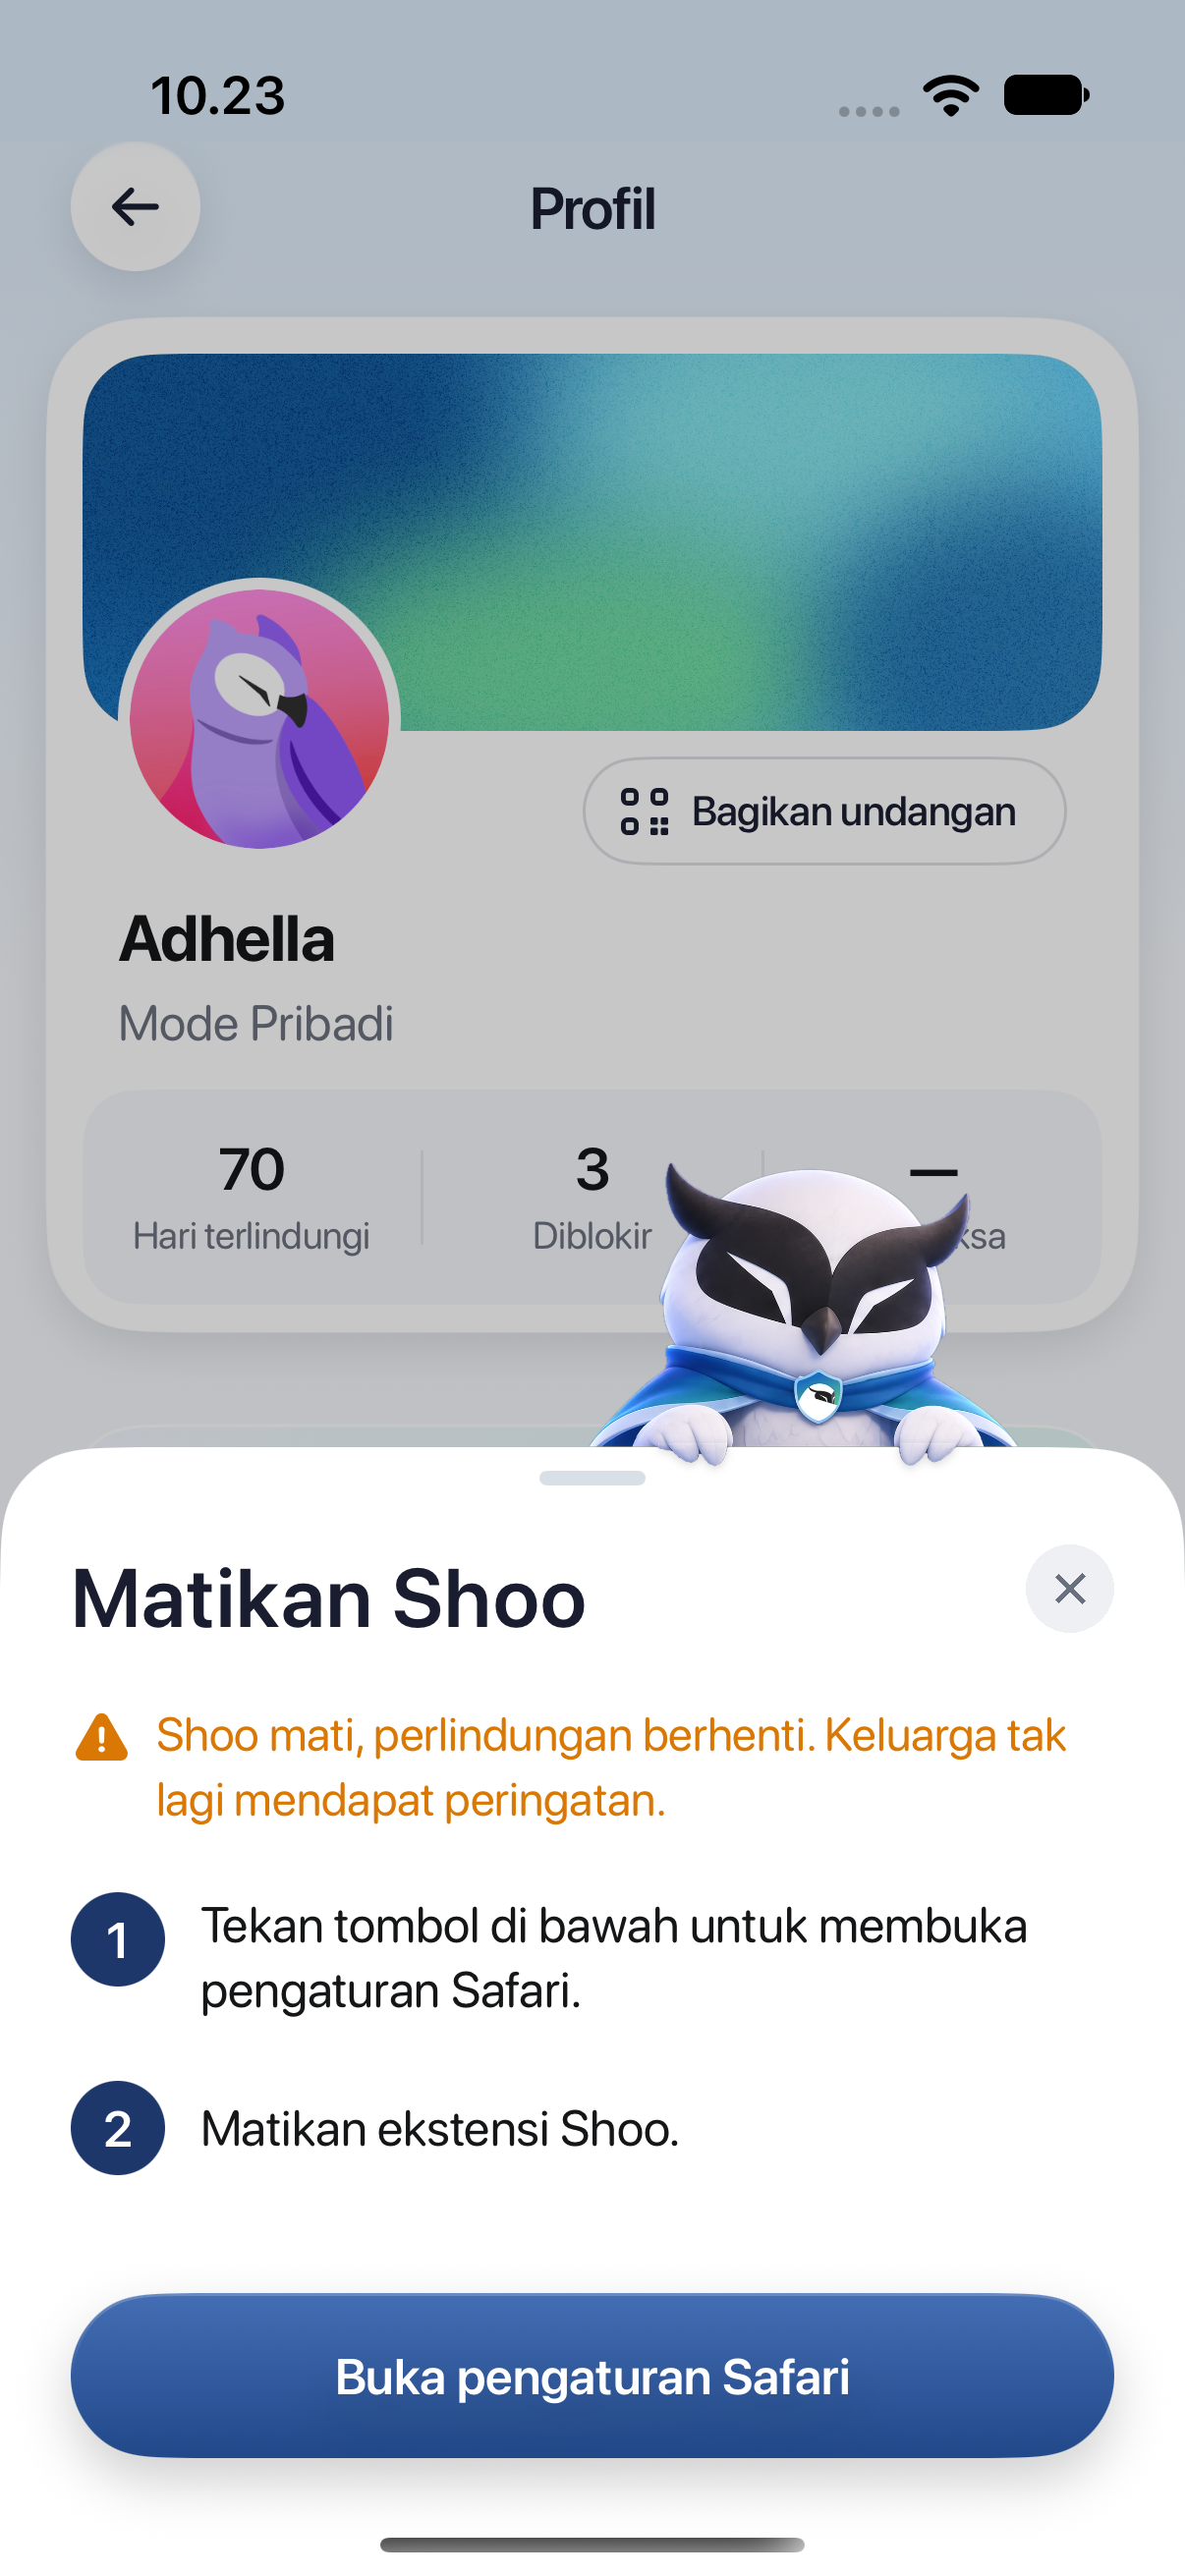 10.23
Profil
Bagikan undangan
Adhella
Mode Pribadi
70
3
—
Hari terlindungi
Diblokir
Matikan Shoo
Shoo mati, perlindungan berhenti. Keluarga tak
lagi mendapat peringatan.
1
Tekan tombol di bawah untuk membuka
pengaturan Safari.
2
Matikan ekstensi Shoo.
Buka pengaturan Safari